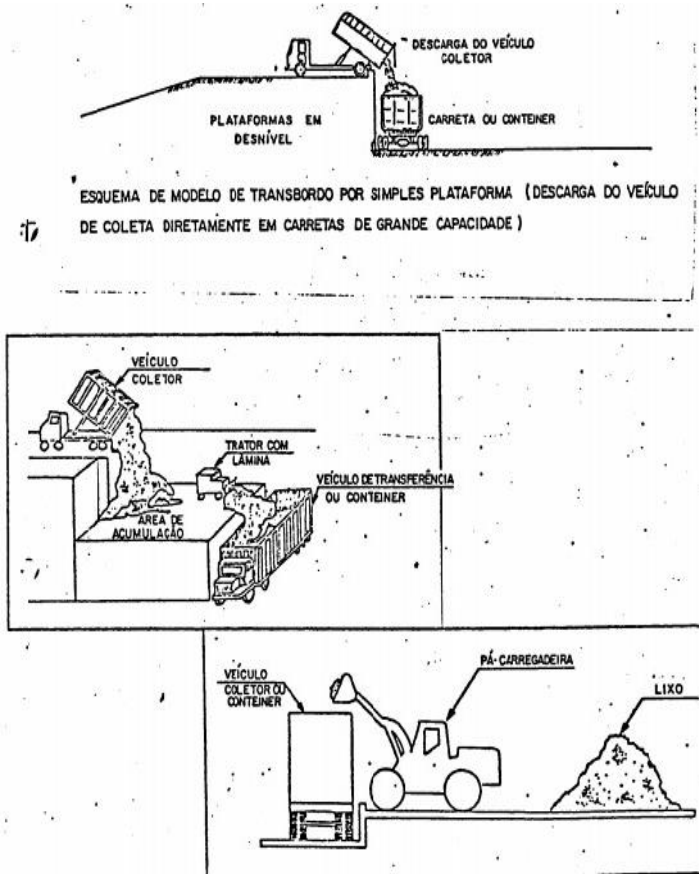 DESCARGA DO VEÍCULO
COLETOR
PLATAFORMAS EM
DESNÍVEL
CARRETA OU CONTEINER
ESQUEMA DE MODELO DE TRANSBORDO POR SIMPLES PLATAFORMA (DESCARGA DO VEÍCULO
DE COLETA DIRETAMENTE EM CARRETAS DE GRANDE CAPACIDADE)
VEÍCULO
COLETOR
TRATOR COM
LÂMINA
VEÍCULO DE TRANSFERÊNCIA
OU CONTEINER
ÁREA DE
ACUMULAÇÃO
VEÍCULO
COLETOR OU
CONTEINER
PÁ-CARREGADEIRA
LIXO